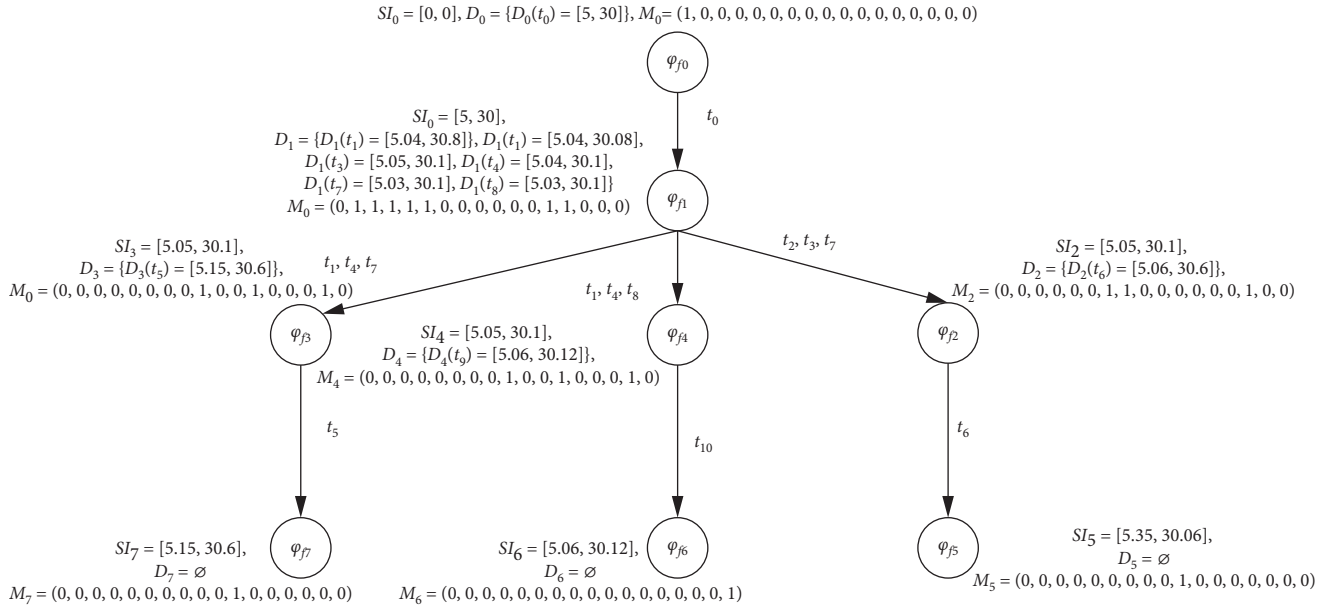 SI₀ = [0, 0], D₀ = {D₀(t₀) = [5, 30]}, M₀= (1, 0, 0, 0, 0, 0, 0, 0, 0, 0, 0, 0, 0, 0, 0, 0, 0)
φ_f0
t₀
SI₀ = [5, 30],
D₁ = {D₁(t₁) = [5.04, 30.8]}, D₁(t₁) = [5.04, 30.08],
D₁(t₃) = [5.05, 30.1], D₁(t₄) = [5.04, 30.1],
D₁(t₇) = [5.03, 30.1], D₁(t₈) = [5.03, 30.1]}
M₀ = (0, 1, 1, 1, 1, 1, 0, 0, 0, 0, 0, 0, 1, 1, 0, 0, 0)
φ_f1
t₁, t₄, t₇
t₁, t₄, t₈
t₂, t₃, t₇
SI₃ = [5.05, 30.1],
D₃ = {D₃(t₅) = [5.15, 30.6]},
M₀ = (0, 0, 0, 0, 0, 0, 0, 0, 1, 0, 0, 1, 0, 0, 0, 1, 0)
φ_f3
SI₄ = [5.05, 30.1],
D₄ = {D₄(t₉) = [5.06, 30.12]},
M₄ = (0, 0, 0, 0, 0, 0, 0, 0, 1, 0, 0, 1, 0, 0, 0, 1, 0)
φ_f4
SI₂ = [5.05, 30.1],
D₂ = {D₂(t₆) = [5.06, 30.6]},
M₂ = (0, 0, 0, 0, 0, 0, 1, 1, 0, 0, 0, 0, 0, 0, 1, 0, 0)
φ_f2
t₅
t₁₀
t₆
SI₇ = [5.15, 30.6],
D₇ = ∅
M₇ = (0, 0, 0, 0, 0, 0, 0, 0, 0, 0, 1, 0, 0, 0, 0, 0, 0)
φ_f7
SI₆ = [5.06, 30.12],
D₆ = ∅
M₆ = (0, 0, 0, 0, 0, 0, 0, 0, 0, 0, 0, 0, 0, 0, 0, 0, 1)
φ_f6
φ_f5
SI₅ = [5.35, 30.06],
D₅ = ∅
M₅ = (0, 0, 0, 0, 0, 0, 0, 0, 0, 1, 0, 0, 0, 0, 0, 0, 0)